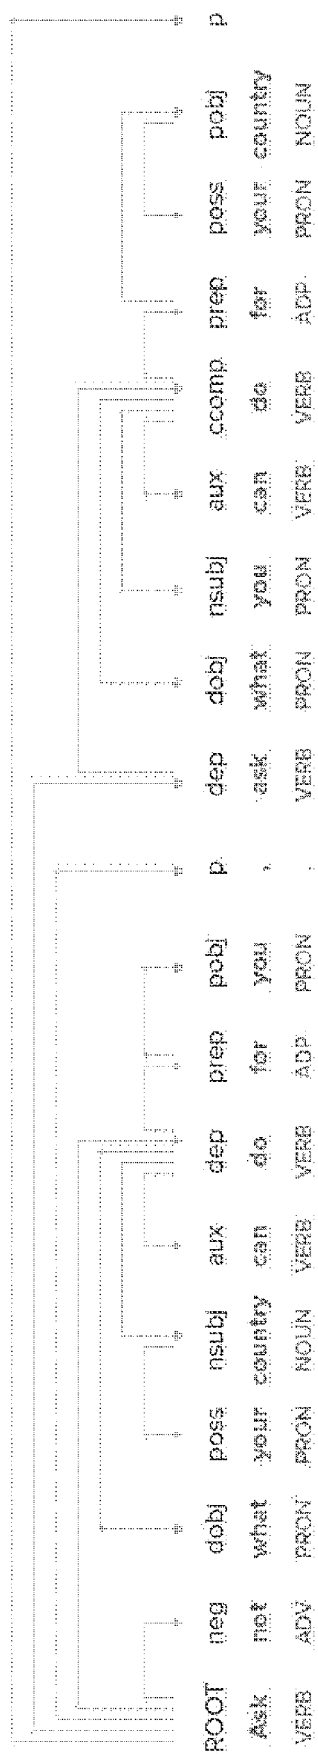 ROOT neg dobj poss nsubj aux dep prep pobj p dep dobj nsubj aux ccomp prep poss pobj p
Ask not what your country can do for you , ask what you can do for your country
VERB ADV PRON PRON NOUN VERB VERB ADP PRON . VERB PRON PRON VERB VERB ADP PRON NOUN